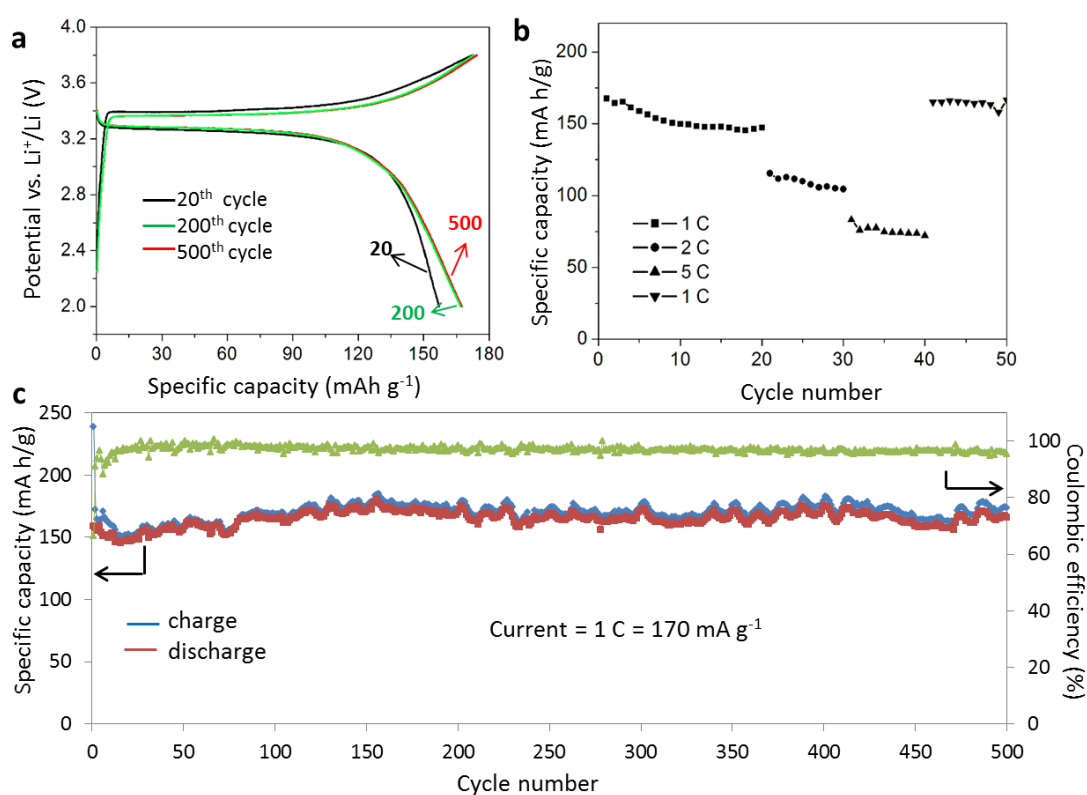 a
4.0
3.6
3.2
2.8
2.4
2.0
Potential vs. Li⁺/Li (V)
20th cycle
200th cycle
500th cycle
500
20
200
0 30 60 90 120 150 180
Specific capacity (mAh g⁻¹)
b
200
150
100
50
0
Specific capacity (mA h/g)
1 C
2 C
5 C
1 C
0 10 20 30 40 50
Cycle number
c
250
200
150
100
50
0
Specific capacity (mA h/g)
charge
discharge
Current = 1 C = 170 mA g⁻¹
100
80
60
40
20
0
Coulombic efficiency (%)
0 50 100 150 200 250 300 350 400 450 500
Cycle number